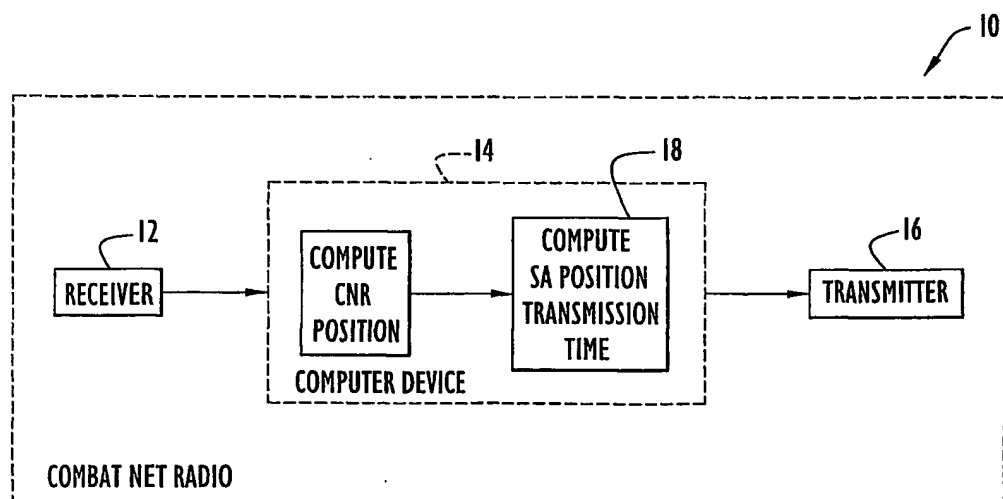 10
14
18
12
16
RECEIVER
COMPUTE
CNR
POSITION
COMPUTE
SA POSITION
TRANSMISSION
TIME
TRANSMITTER
COMPUTER DEVICE
COMBAT NET RADIO